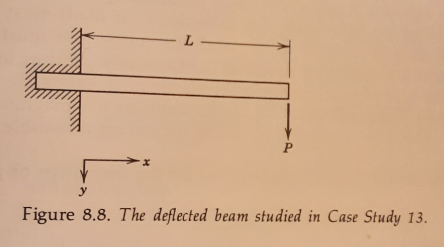 L
P
x
y
Figure 8.8. The deflected beam studied in Case Study 13.